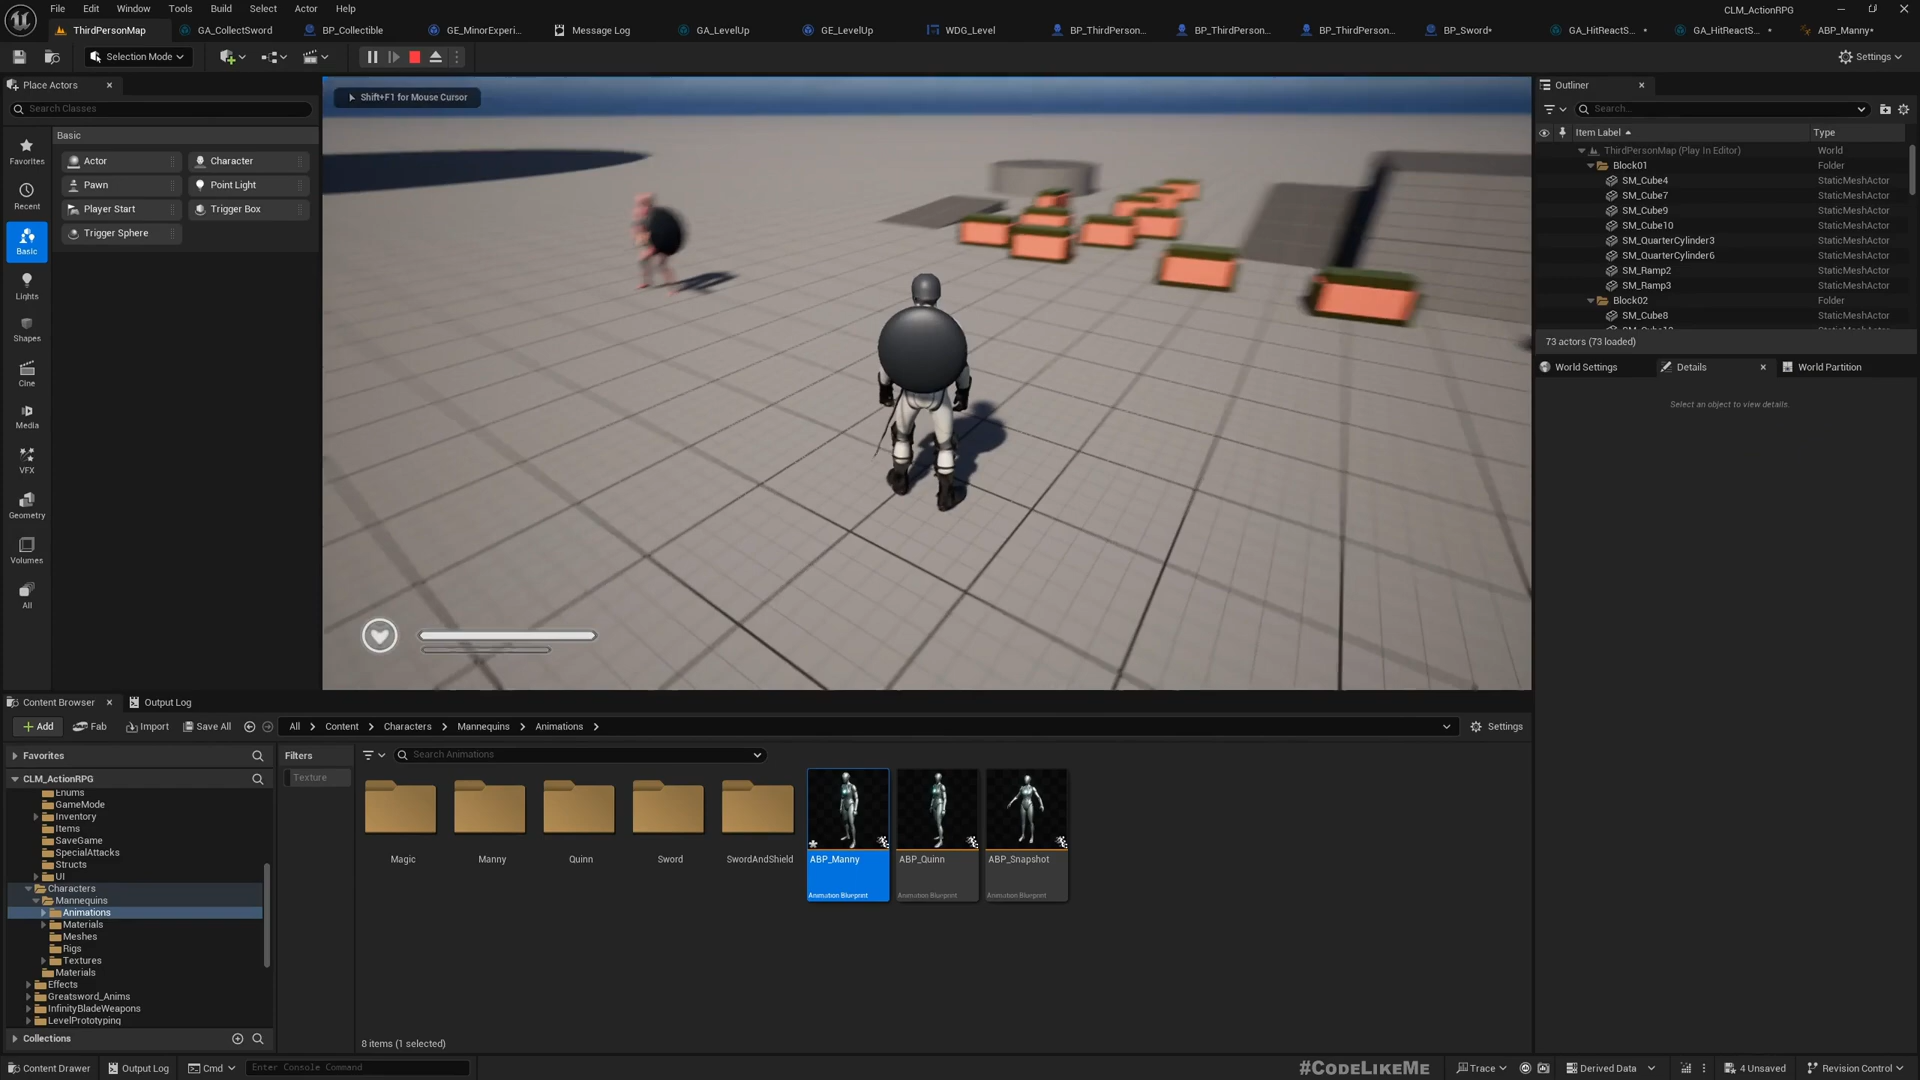 File Edit Window Tools Build Select Actor Help
CLM_ActionRPG
ThirdPersonMap
GA_CollectSword
BP_Collectible
GE_MinorExperi...
Message Log
GA_LevelUp
GE_LevelUp
WDG_Level
BP_ThirdPerson...
BP_ThirdPerson...
BP_ThirdPerson...
BP_Sword*
GA_HitReactS...
GA_HitReactS...
ABP_Manny*
Selection Mode
Settings
Place Actors
Search Classes
Favorites
Recent
Basic
Lights
Shapes
Cine
Media
VFX
Geometry
Volumes
All
Basic
Actor
Character
Pawn
Point Light
Player Start
Trigger Box
Trigger Sphere
Shift+F1 for Mouse Cursor
Outliner
Search...
Item Label
Type
ThirdPersonMap (Play In Editor)
World
Block01
Folder
SM_Cube4
StaticMeshActor
SM_Cube7
StaticMeshActor
SM_Cube9
StaticMeshActor
SM_Cube10
StaticMeshActor
SM_QuarterCylinder3
StaticMeshActor
SM_QuarterCylinder6
StaticMeshActor
SM_Ramp2
StaticMeshActor
SM_Ramp3
StaticMeshActor
Block02
Folder
SM_Cube8
StaticMeshActor
73 actors (73 loaded)
World Settings
Details
World Partition
Select an object to view details.
Content Browser
Output Log
Add
Fab
Import
Save All
All
Content
Characters
Mannequins
Animations
Settings
Favorites
CLM_ActionRPG
Enums
GameMode
Inventory
Items
SaveGame
SpecialAttacks
Structs
UI
Characters
Mannequins
Animations
Materials
Meshes
Rigs
Textures
Materials
Effects
Greatsword_Anims
InfinityBladeWeapons
LevelPrototyping
Collections
Filters
Texture
Search Animations
Magic
Manny
Quinn
Sword
SwordAndShield
ABP_Manny
Animation Blueprint
ABP_Quinn
Animation Blueprint
ABP_Snapshot
Animation Blueprint
8 items (1 selected)
Content Drawer
Output Log
Cmd
Enter Console Command
#CODELIKEME
Trace
Derived Data
4 Unsaved
Revision Control